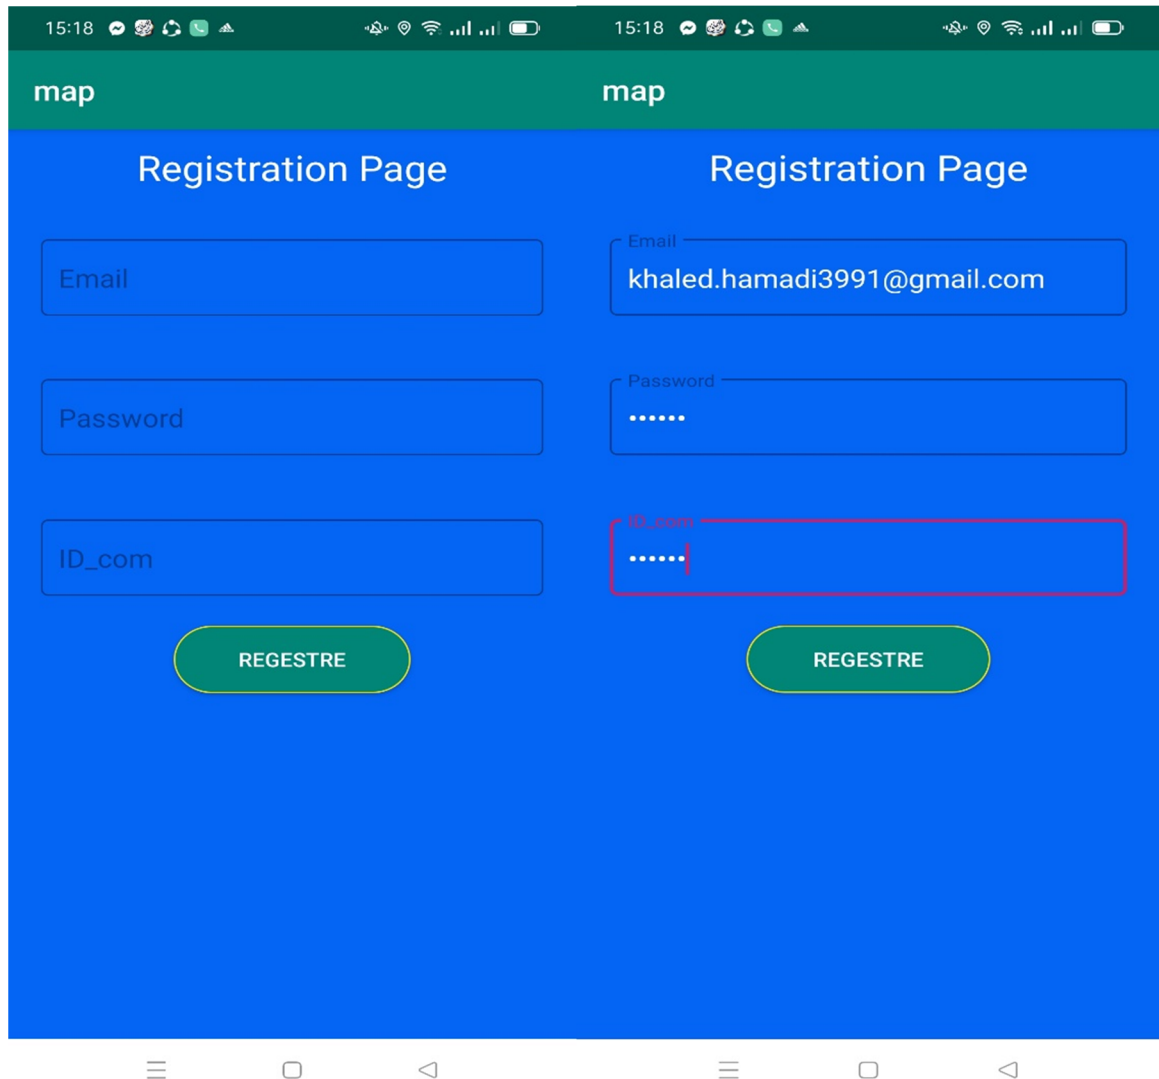 15:18
map
Registration Page
Email
Password
ID_com
REGESTRE
15:18
map
Registration Page
Email
khaled.hamadi3991@gmail.com
Password
••••••
ID_com
••••••
REGESTRE